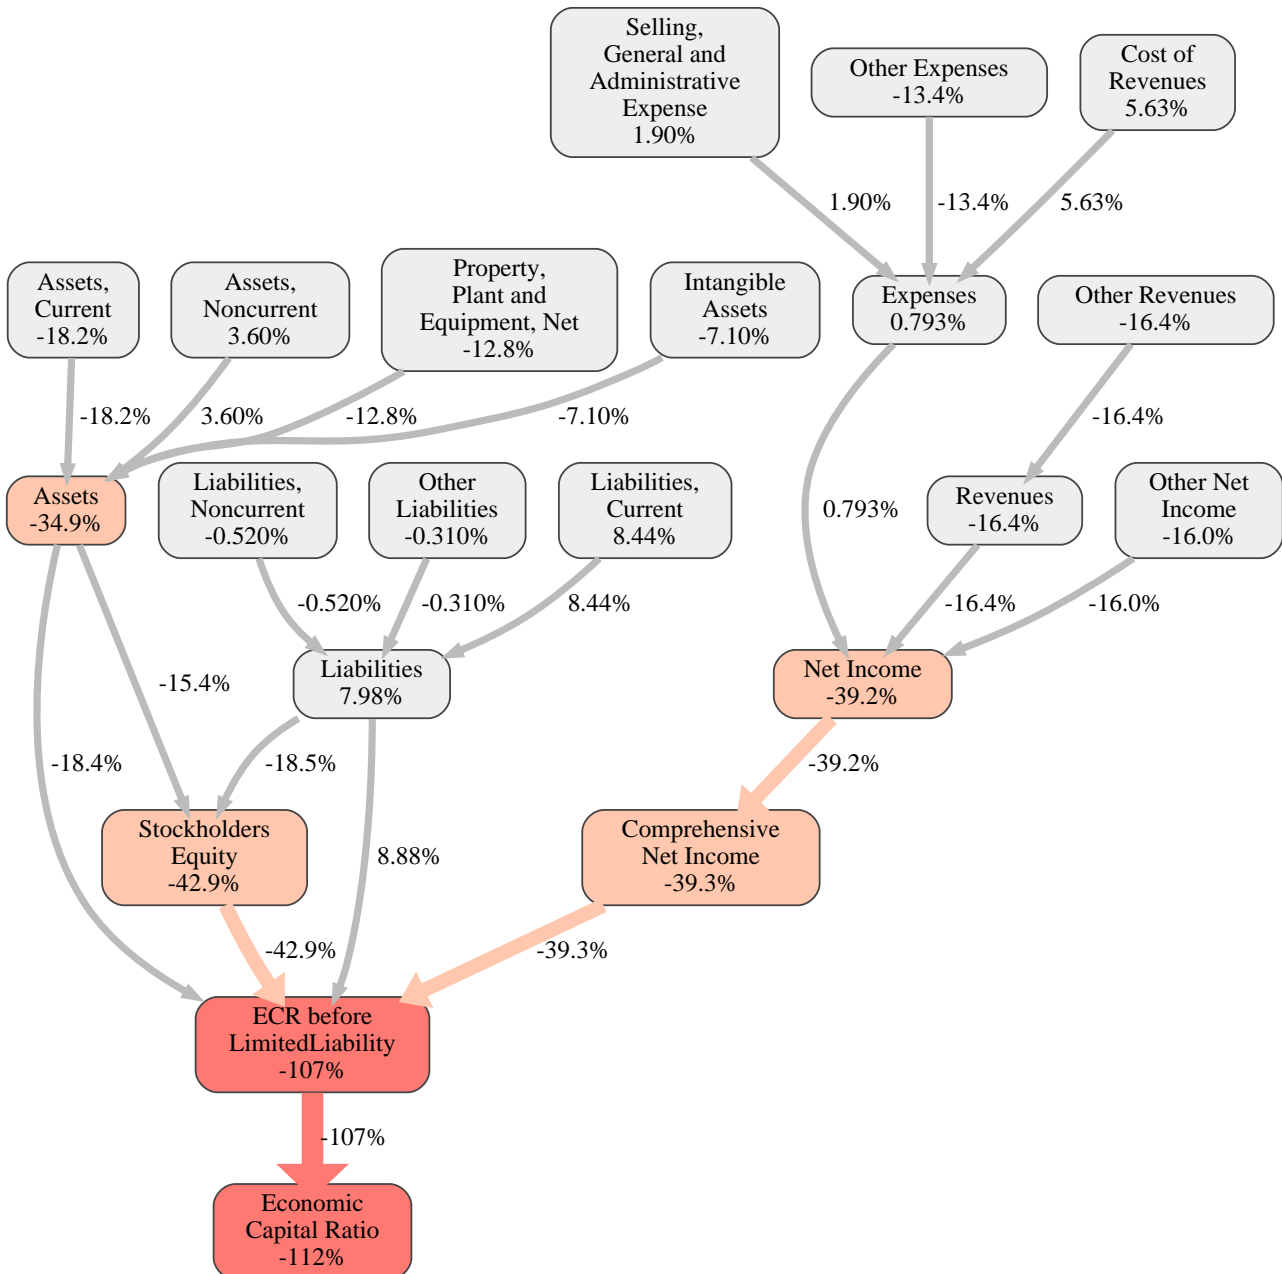 Selling,
General and
Administrative
Expense
1.90%
Other Expenses
-13.4%
Cost of
Revenues
5.63%
1.90%
-13.4%
5.63%
Assets,
Current
-18.2%
Assets,
Noncurrent
3.60%
Property,
Plant and
Equipment, Net
-12.8%
Intangible
Assets
-7.10%
Expenses
0.793%
Other Revenues
-16.4%
-18.2%
3.60%
-12.8%
-7.10%
-16.4%
Assets
-34.9%
Liabilities,
Noncurrent
-0.520%
Other
Liabilities
-0.310%
Liabilities,
Current
8.44%
0.793%
Revenues
-16.4%
Other Net
Income
-16.0%
-0.520%
-0.310%
8.44%
-16.4%
-16.0%
-15.4%
Liabilities
7.98%
Net Income
-39.2%
-18.4%
-18.5%
-39.2%
Stockholders
Equity
-42.9%
8.88%
Comprehensive
Net Income
-39.3%
-42.9%
-39.3%
ECR before
LimitedLiability
-107%
-107%
Economic
Capital Ratio
-112%